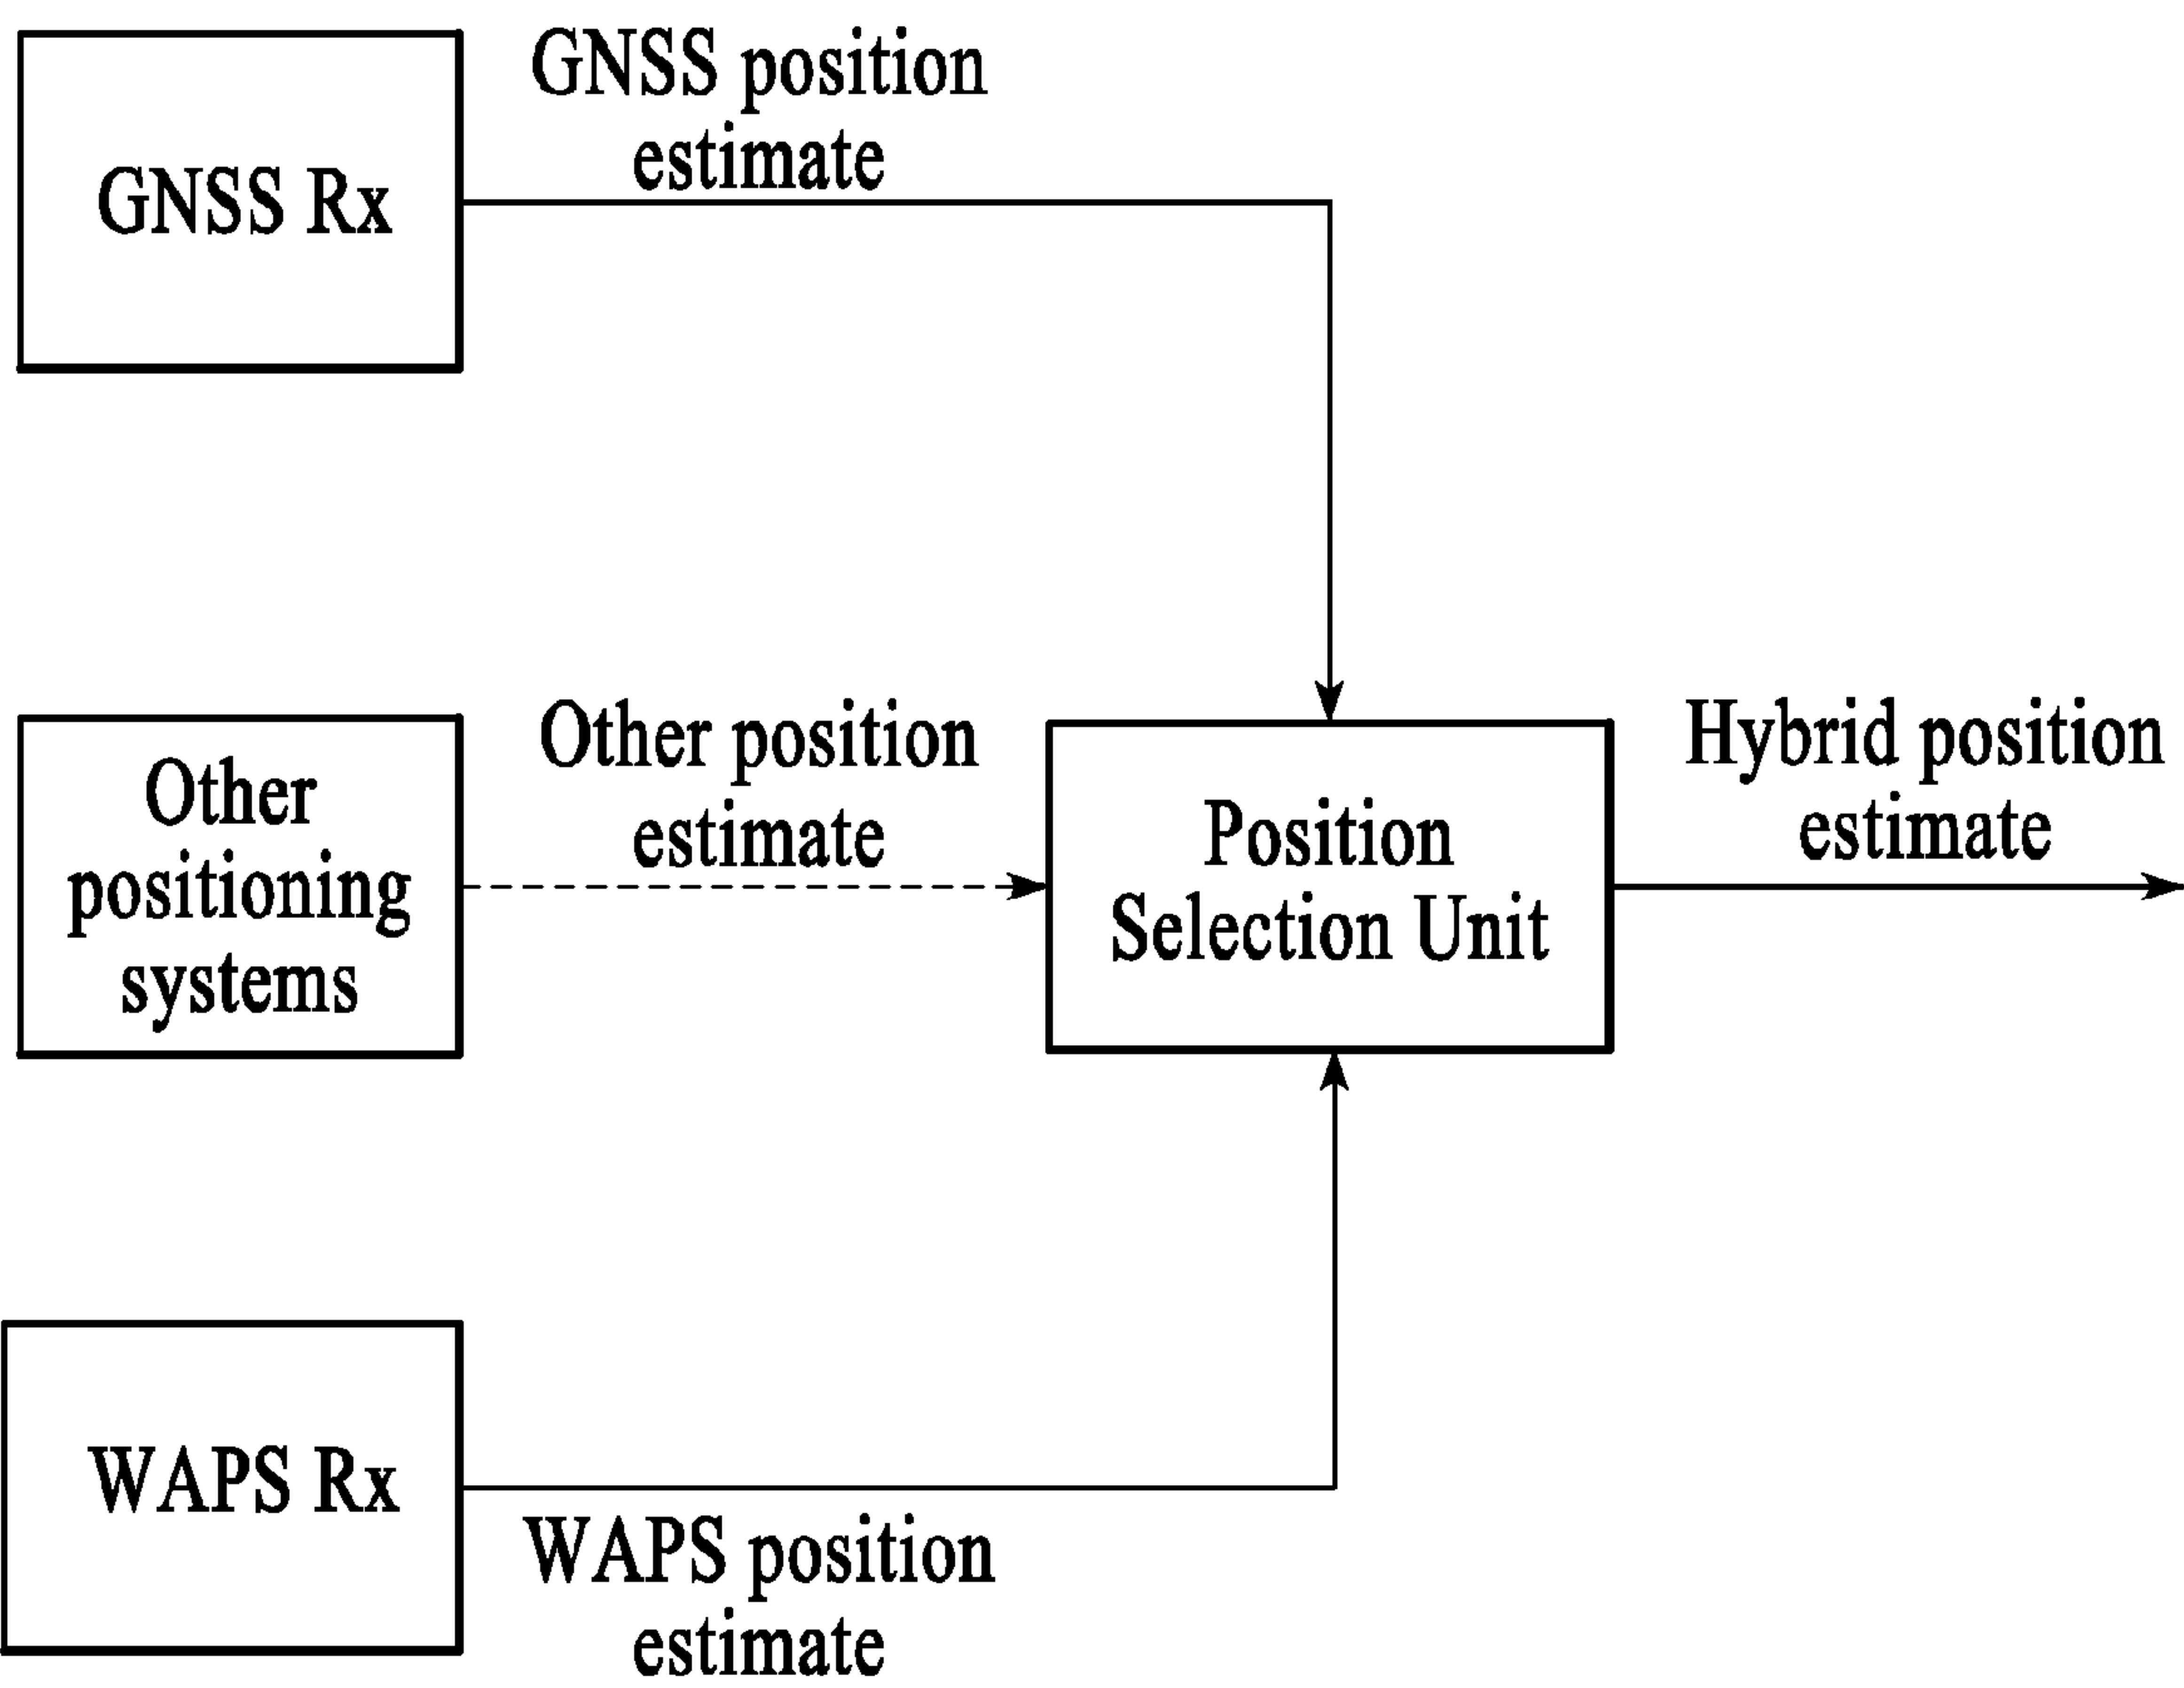 GNSS position
estimate
GNSS Rx
Other position
estimate
Other
positioning
systems
Position
Selection Unit
Hybrid position
estimate
WAPS Rx
WAPS position
estimate